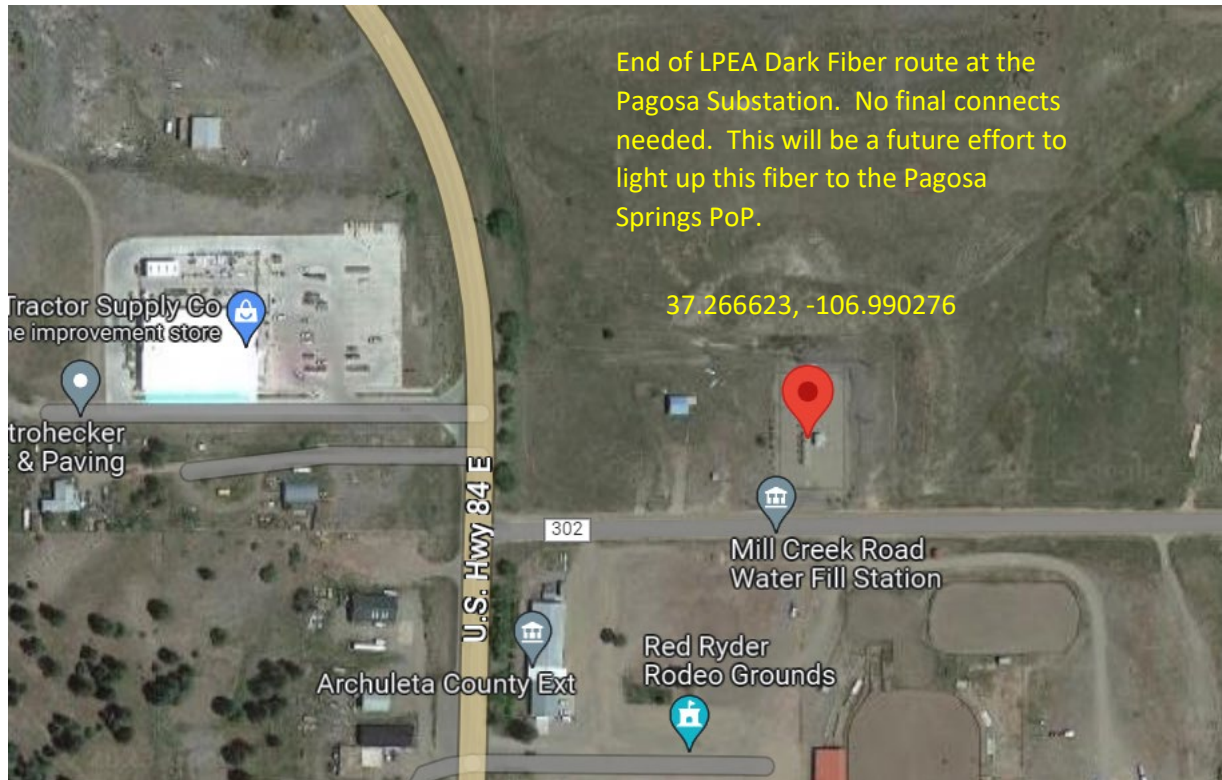 End of LPEA Dark Fiber route at the
Pagosa Substation. No final connects
needed. This will be a future effort to
light up this fiber to the Pagosa
Springs PoP.
37.266623, -106.990276
Tractor Supply Co
improvement store
trohecker
& Paving
U.S. Hwy 84 E
302
Mill Creek Road
Water Fill Station
Archuleta County Ext
Red Ryder
Rodeo Grounds